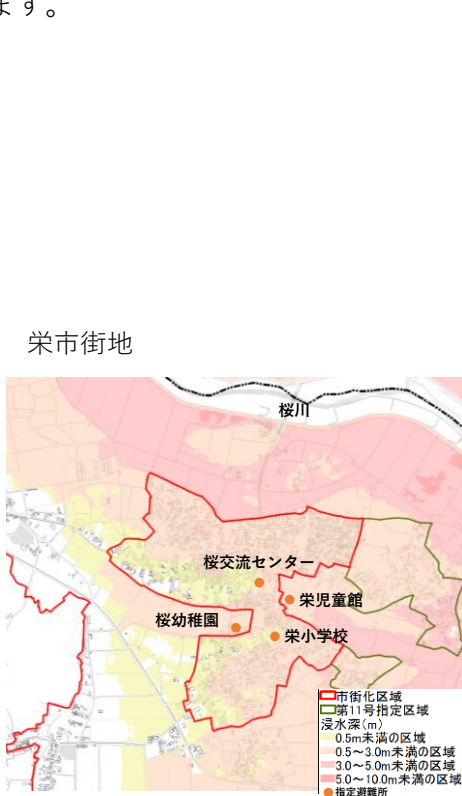 ます。
栄市街地
桜川
桜交流センター
栄児童館
桜幼稚園
栄小学校
市街化区域
第11号指定区域
浸水深(m)
0.5m未満の区域
0.5～3.0m未満の区域
3.0～5.0m未満の区域
5.0～10.0m未満の区域
指定避難所